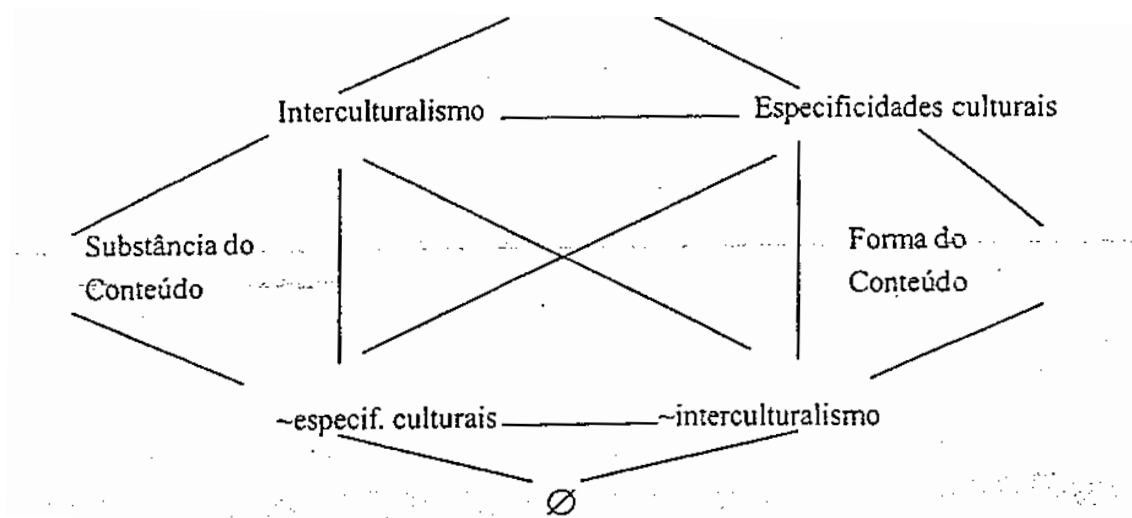 Interculturalismo
Especificidades culturais
Substância do
Conteúdo
Forma do
Conteúdo
~especif. culturais
~interculturalismo
Ø